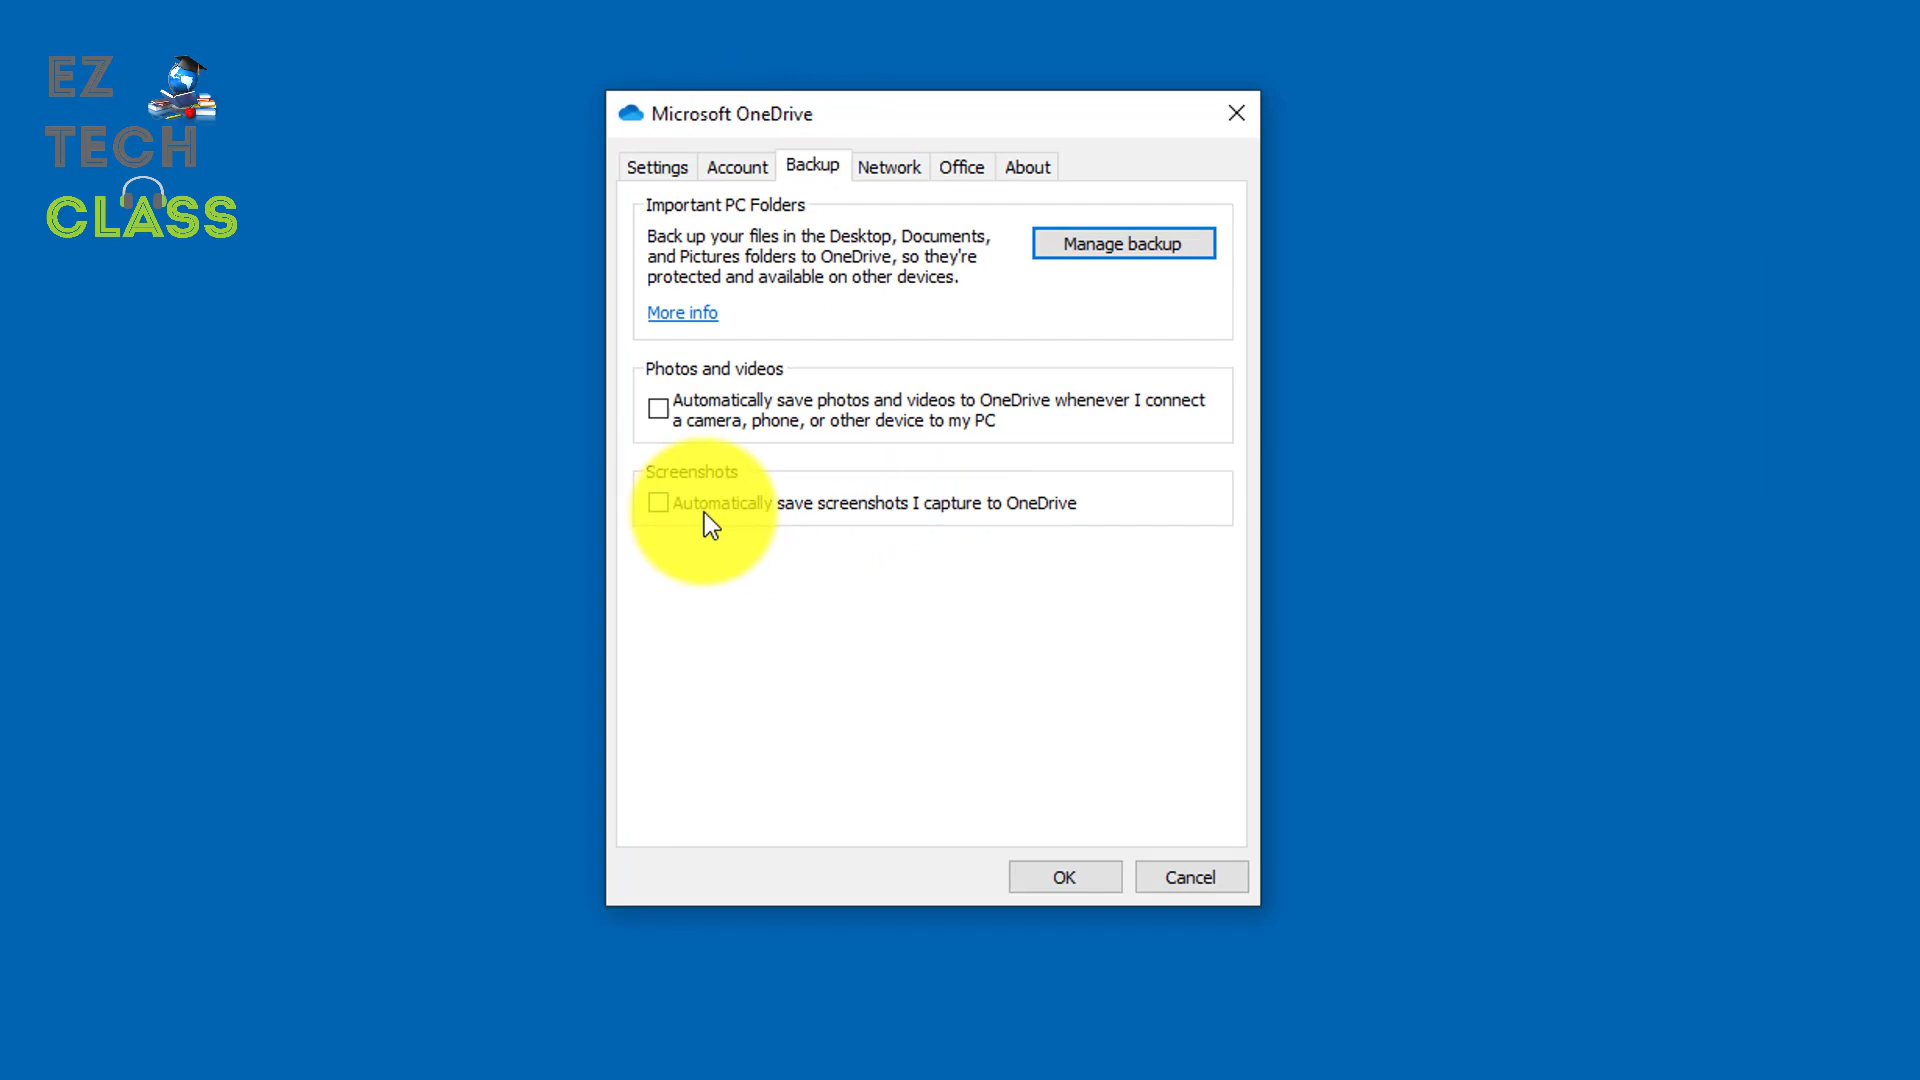 EZ
TECH
CLASS
Microsoft OneDrive
Settings Account Backup Network Office About
Important PC Folders
Back up your files in the Desktop, Documents,
and Pictures folders to OneDrive, so they're
protected and available on other devices.
Manage backup
More info
Photos and videos
Automatically save photos and videos to OneDrive whenever I connect
a camera, phone, or other device to my PC
Screenshots
Automatically save screenshots I capture to OneDrive
OK Cancel